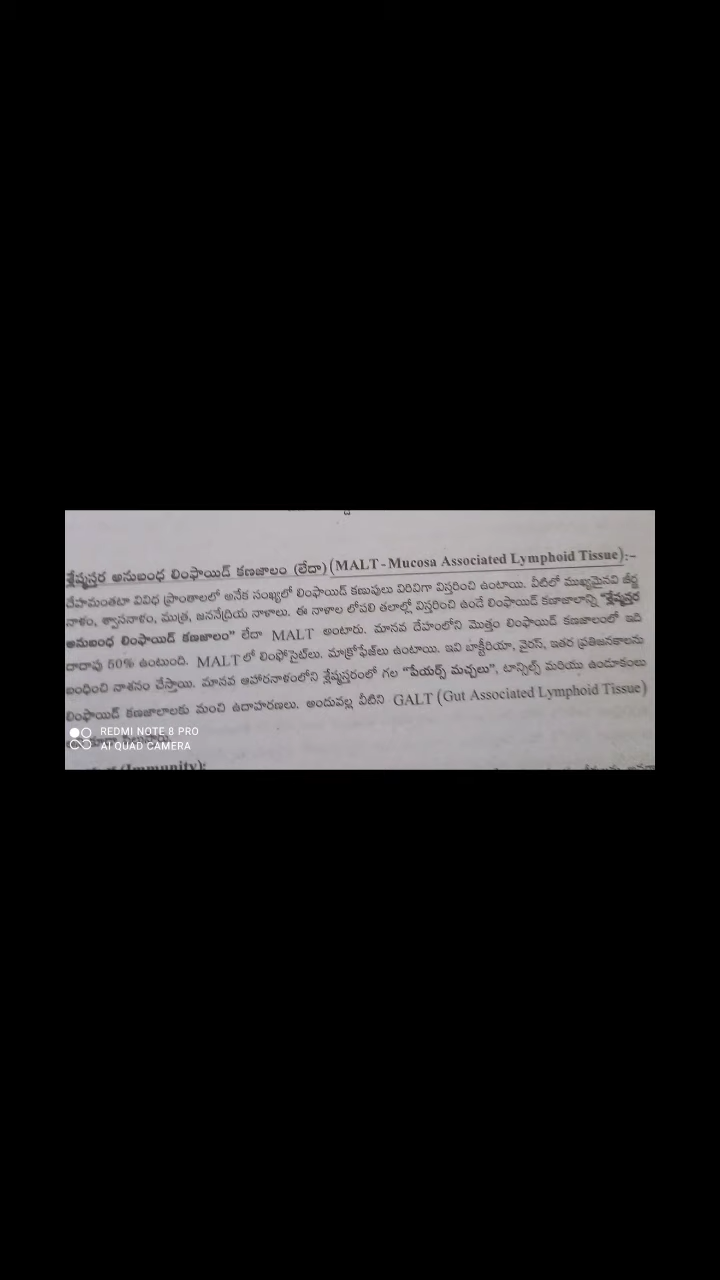 శ్లేష్మస్తర అనుబంధ లింఫాయిడ్ కణజాలం (లేదా) (MALT - Mucosa Associated Lymphoid Tissue):-
దేహమంతటా వివిధ ప్రాంతాలలో అనేక సంఖ్యలో లింఫాయిడ్ కణుపులు విరివిగా విస్తరించి ఉంటాయి. వీటిలో ముఖ్యమైనవి జీర్ణ
నాళం, శ్వాసనాళం, ముత్ర, జననేంద్రియ నాళాలు. ఈ నాళాల లోపలి తలాల్లో విస్తరించి ఉండే లింఫాయిడ్ కణజాలాన్ని "శ్లేష్మస్తర
అనుబంధ లింఫాయిడ్ కణజాలం" లేదా MALT అంటారు. మానవ దేహంలోని మొత్తం లింఫాయిడ్ కణజాలంలో ఇది
దాదాపు 50% ఉంటుంది. MALT లో లింఫోసైట్‌లు. మాక్రోఫేజ్‌లు ఉంటాయి. ఇవి బాక్టీరియా, వైరస్, ఇతర ప్రతిజనకాలను
బంధించి నాశనం చేస్తాయి. మానవ ఆహారనాళంలోని శ్లేష్మస్తరంలో గల "పేయర్స్ మచ్చలు", టాన్సిల్స్ మరియు ఉండూకంలు
లింఫాయిడ్ కణజాలాలకు మంచి ఉదాహరణలు. అందువల్ల వీటిని GALT (Gut Associated Lymphoid Tissue)
REDMI NOTE 8 PRO
AI QUAD CAMERA
(Immunity):